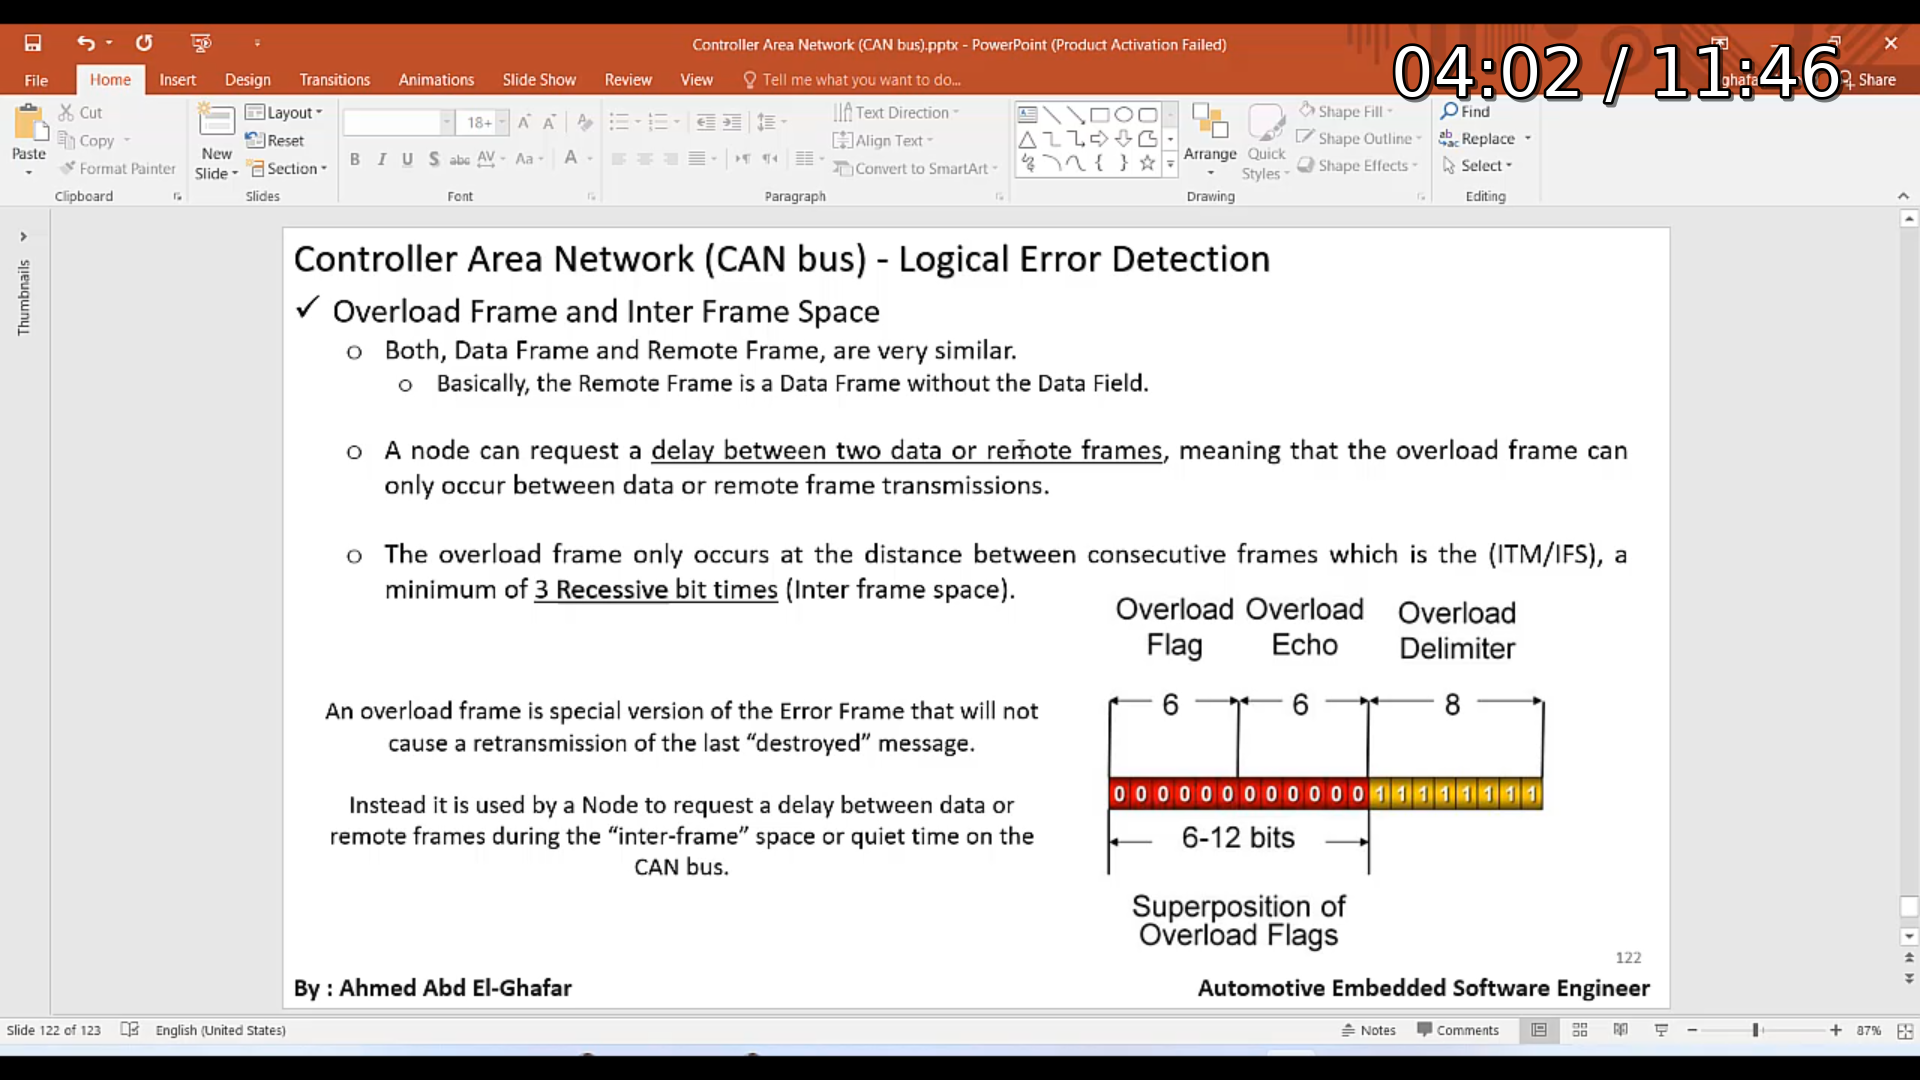 Controller Area Network (CAN bus).pptx - PowerPoint (Product Activation Failed)
04:02 / 11:46
File Home Insert Design Transitions Animations Slide Show Review View Tell me what you want to do... Share
Paste
Cut
Copy
Format Painter
Clipboard
New
Slide
Layout
Reset
Section
Slides
18+
B I U S abc AV Aa A
Font
Text Direction
Align Text
Convert to SmartArt
Paragraph
Arrange
Quick
Styles
Shape Fill
Shape Outline
Shape Effects
Drawing
Find
Replace
Select
Editing
Thumbnails
Controller Area Network (CAN bus) - Logical Error Detection
✓ Overload Frame and Inter Frame Space
o Both, Data Frame and Remote Frame, are very similar.
o Basically, the Remote Frame is a Data Frame without the Data Field.
o A node can request a delay between two data or remote frames, meaning that the overload frame can
only occur between data or remote frame transmissions.
o The overload frame only occurs at the distance between consecutive frames which is the (ITM/IFS), a
minimum of 3 Recessive bit times (Inter frame space).
An overload frame is special version of the Error Frame that will not
cause a retransmission of the last “destroyed” message.
Instead it is used by a Node to request a delay between data or
remote frames during the “inter-frame” space or quiet time on the
CAN bus.
Overload Overload Overload
Flag Echo Delimiter
6 6 8
0 0 0 0 0 0 0 0 0 0 0 0 1 1 1 1 1 1 1 1
6-12 bits
Superposition of
Overload Flags
122
By : Ahmed Abd El-Ghafar
Automotive Embedded Software Engineer
Slide 122 of 123 English (United States) Notes Comments 87%